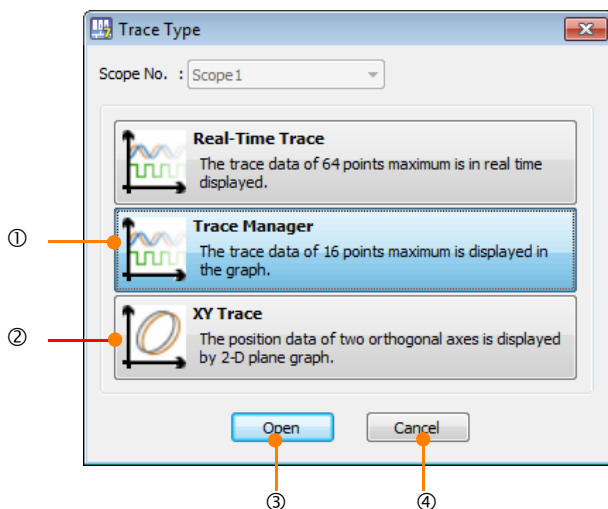 Trace Type
Scope No. : Scope1
Real-Time Trace
The trace data of 64 points maximum is in real time
displayed.
①
Trace Manager
The trace data of 16 points maximum is displayed in
the graph.
②
XY Trace
The position data of two orthogonal axes is displayed
by 2-D plane graph.
Open Cancel
③ ④